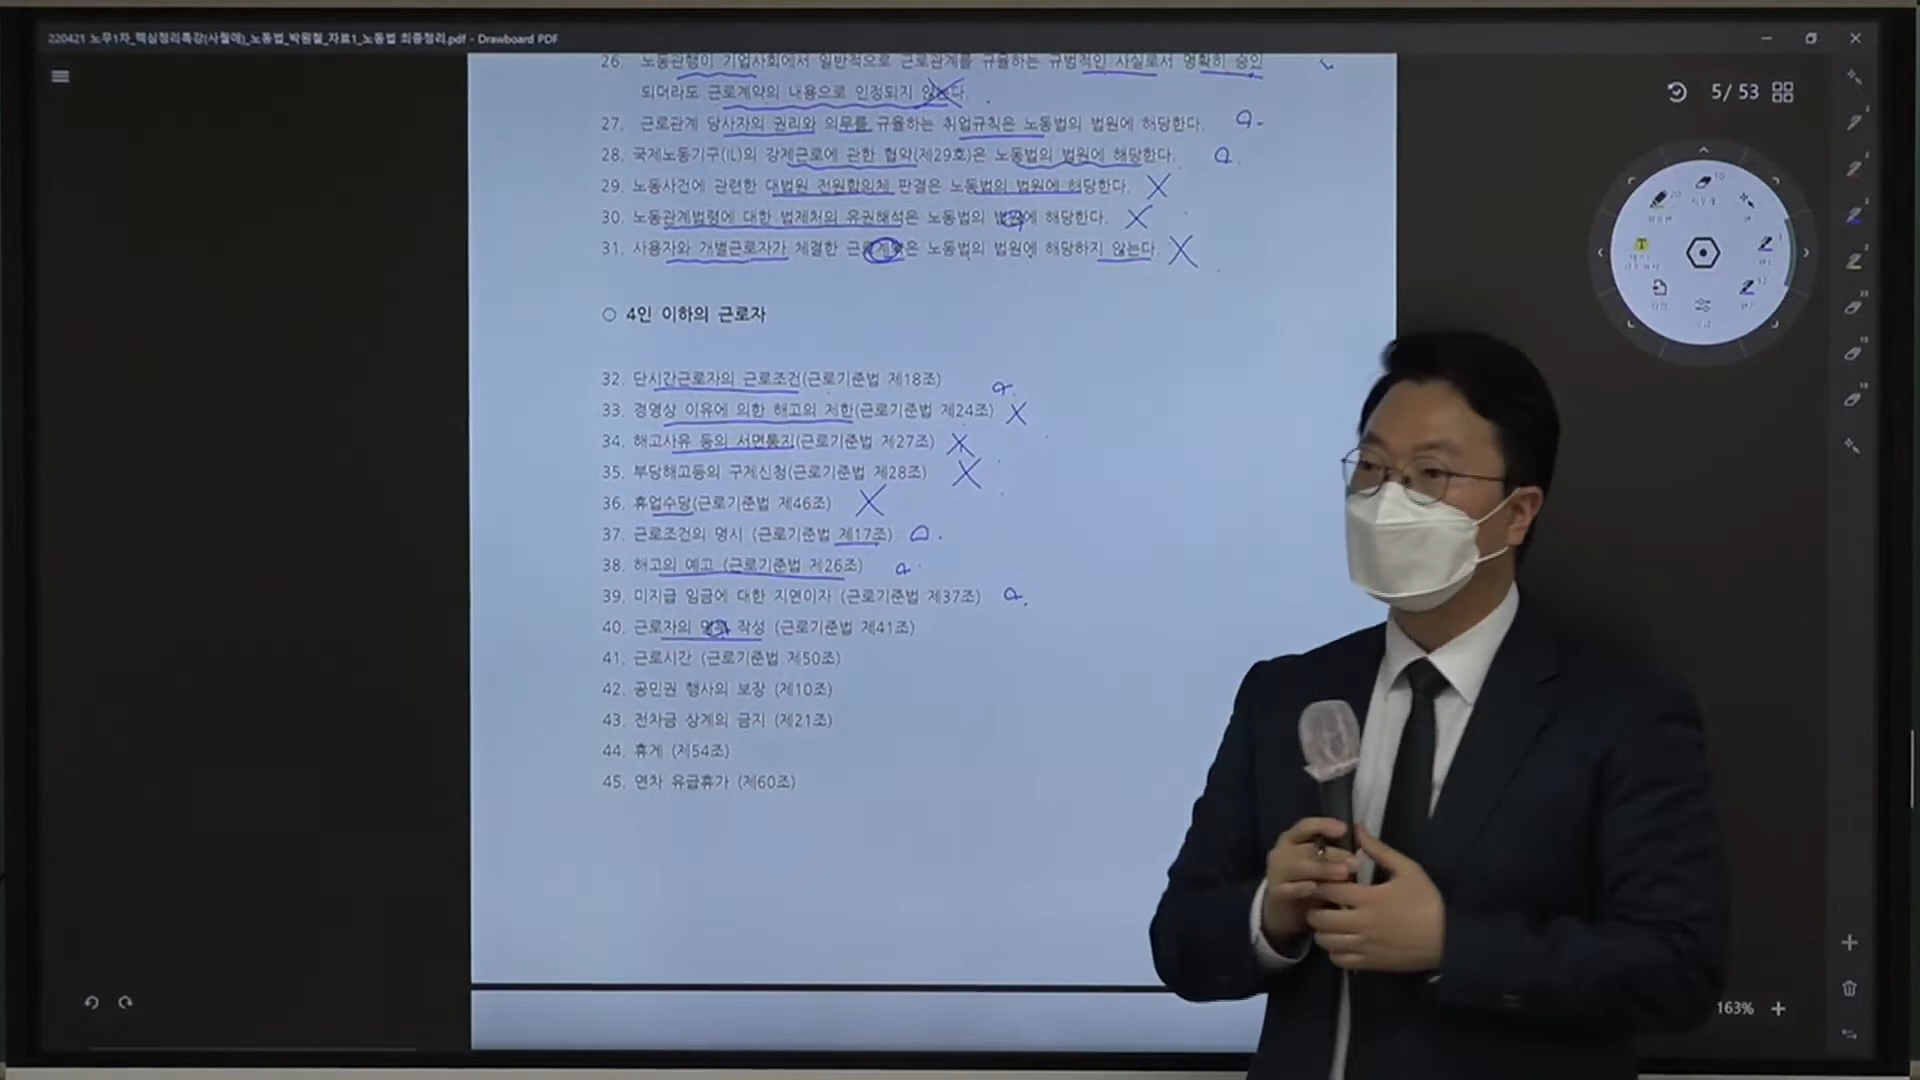 220421 노무1차_핵심정리특강(사월애)_노동법_박원철_자료1_노동법 최종정리.pdf - Drawboard PDF
5/ 53
26. 노동관행이 기업사회에서 일반적으로 근로관계를 규율하는 규범적인 사실로서 명확히 승인
되더라도 근로계약의 내용으로 인정되지 않는다.
27. 근로관계 당사자의 권리와 의무를 규율하는 취업규칙은 노동법의 법원에 해당한다.
28. 국제노동기구(IL)의 강제근로에 관한 협약(제29호)은 노동법의 법원에 해당한다.
29. 노동사건에 관련한 대법원 전원합의체 판결은 노동법의 법원에 해당한다. X
30. 노동관계법령에 대한 법제처의 유권해석은 노동법의 법원에 해당한다. X
31. 사용자와 개별근로자가 체결한 근로계약은 노동법의 법원에 해당하지 않는다. X
○ 4인 이하의 근로자
32. 단시간근로자의 근로조건(근로기준법 제18조)
33. 경영상 이유에 의한 해고의 제한(근로기준법 제24조) X
34. 해고사유 등의 서면통지(근로기준법 제27조) X
35. 부당해고등의 구제신청(근로기준법 제28조) X
36. 휴업수당(근로기준법 제46조) X
37. 근로조건의 명시 (근로기준법 제17조)
38. 해고의 예고 (근로기준법 제26조)
39. 미지급 임금에 대한 지연이자 (근로기준법 제37조)
40. 근로자의 명부 작성 (근로기준법 제41조)
41. 근로시간 (근로기준법 제50조)
42. 공민권 행사의 보장 (제10조)
43. 전차금 상계의 금지 (제21조)
44. 휴게 (제54조)
45. 연차 유급휴가 (제60조)
163%